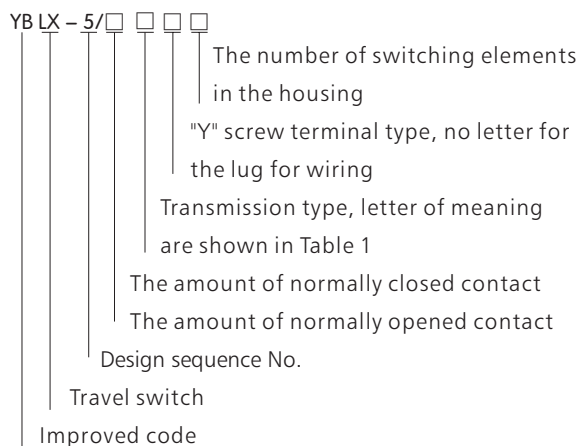 YB LX – 5/□ □ □ □
The number of switching elements
in the housing
"Y" screw terminal type, no letter for
the lug for wiring
Transmission type, letter of meaning
are shown in Table 1
The amount of normally closed contact
The amount of normally opened contact
Design sequence No.
Travel switch
Improved code